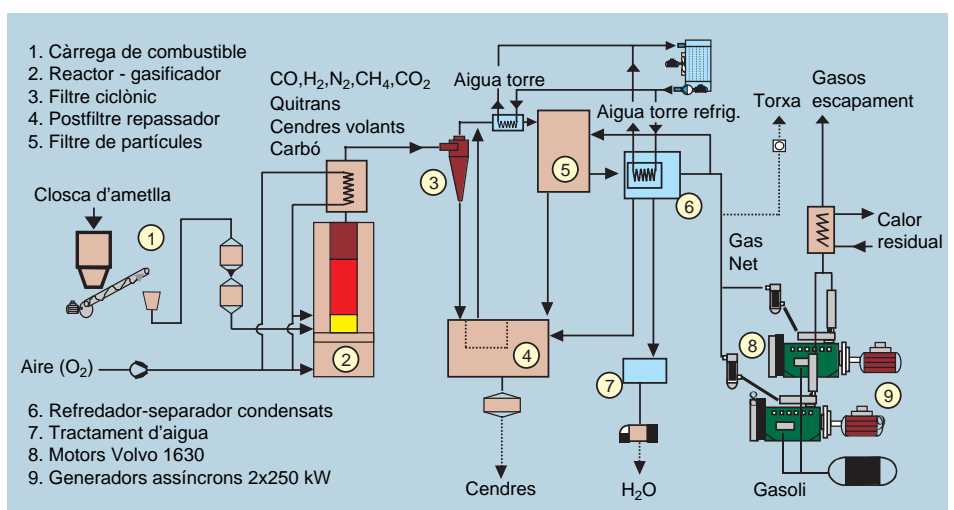 1. Càrrega de combustible
2. Reactor - gasificador
3. Filtre ciclònic
4. Postfiltre repassador
5. Filtre de partícules
CO,H2,N2,CH4,CO2
Quitrans
Cendres volants
Carbó
Aigua torre
Aigua torre refrig.
Torxa
Gasos
escapament
Closca d'ametlla
1
2
3
4
5
6
7
8
9
Calor
residual
Gas
Net
Aire (O2)
6. Refredador-separador condensats
7. Tractament d'aigua
8. Motors Volvo 1630
9. Generadors assíncrons 2x250 kW
Cendres
H2O
Gasoli